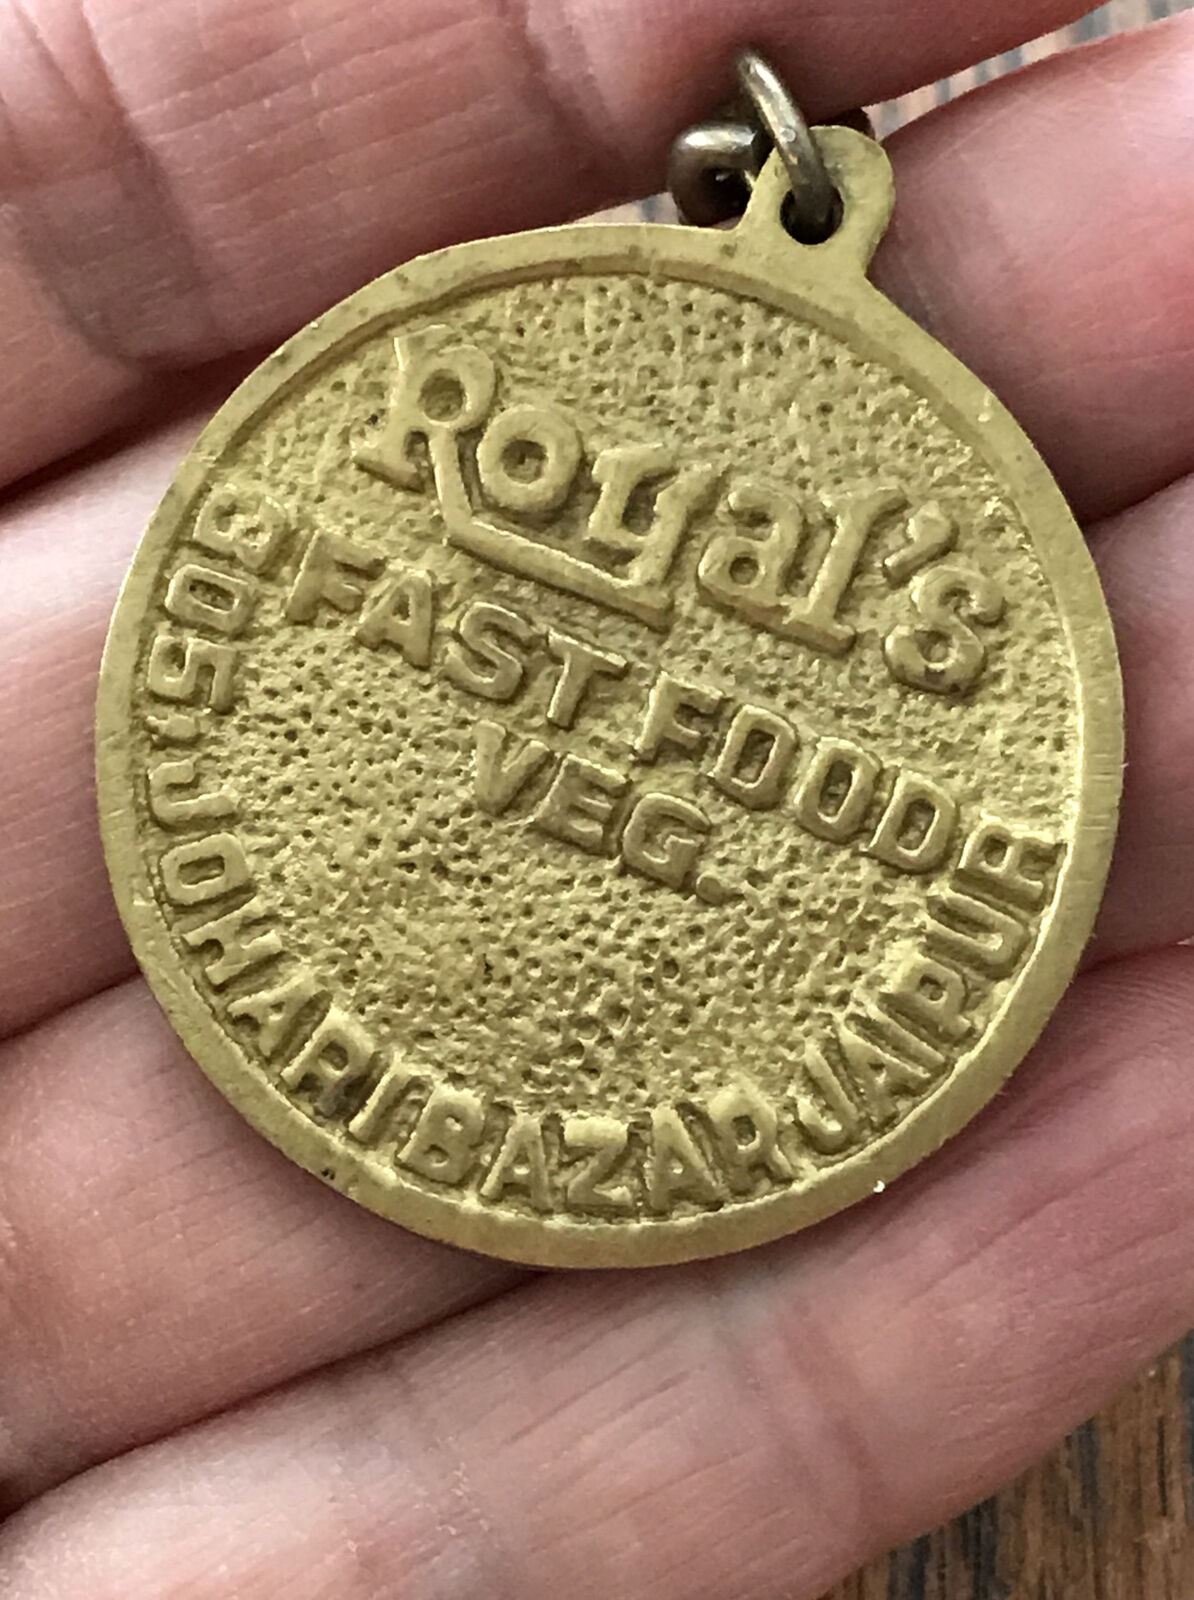 Royal's
FAST FOOD
VEG.
305, JOHARI BAZAR JAIPUR